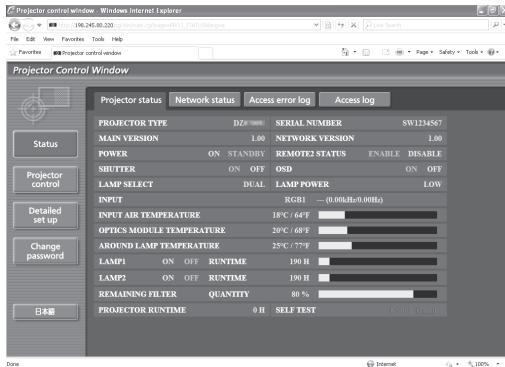 Projector control window - Windows Internet Explorer
Live Search
File Edit View Favorites Tools Help
Favorites Projector control window
Page Safety Tools
Projector Control Window
Projector status Network status Access error log Access log
Status
Projector control
Detailed set up
Change password
日本語
PROJECTOR TYPE SERIAL NUMBER SW1234567
MAIN VERSION 1.00 NETWORK VERSION 1.00
POWER ON STANDBY REMOTE2 STATUS ENABLE DISABLE
SHUTTER ON OFF OSD ON OFF
LAMP SELECT DUAL LAMP POWER LOW
INPUT RGB1 — (0.00kHz/0.00Hz)
INPUT AIR TEMPERATURE 18°C / 64°F
OPTICS MODULE TEMPERATURE 20°C / 68°F
AROUND LAMP TEMPERATURE 25°C / 77°F
LAMP1 ON OFF RUNTIME 190 H
LAMP2 ON OFF RUNTIME 190 H
REMAINING FILTER QUANTITY 80 %
PROJECTOR RUNTIME 0 H SELF TEST
Done Internet 100%